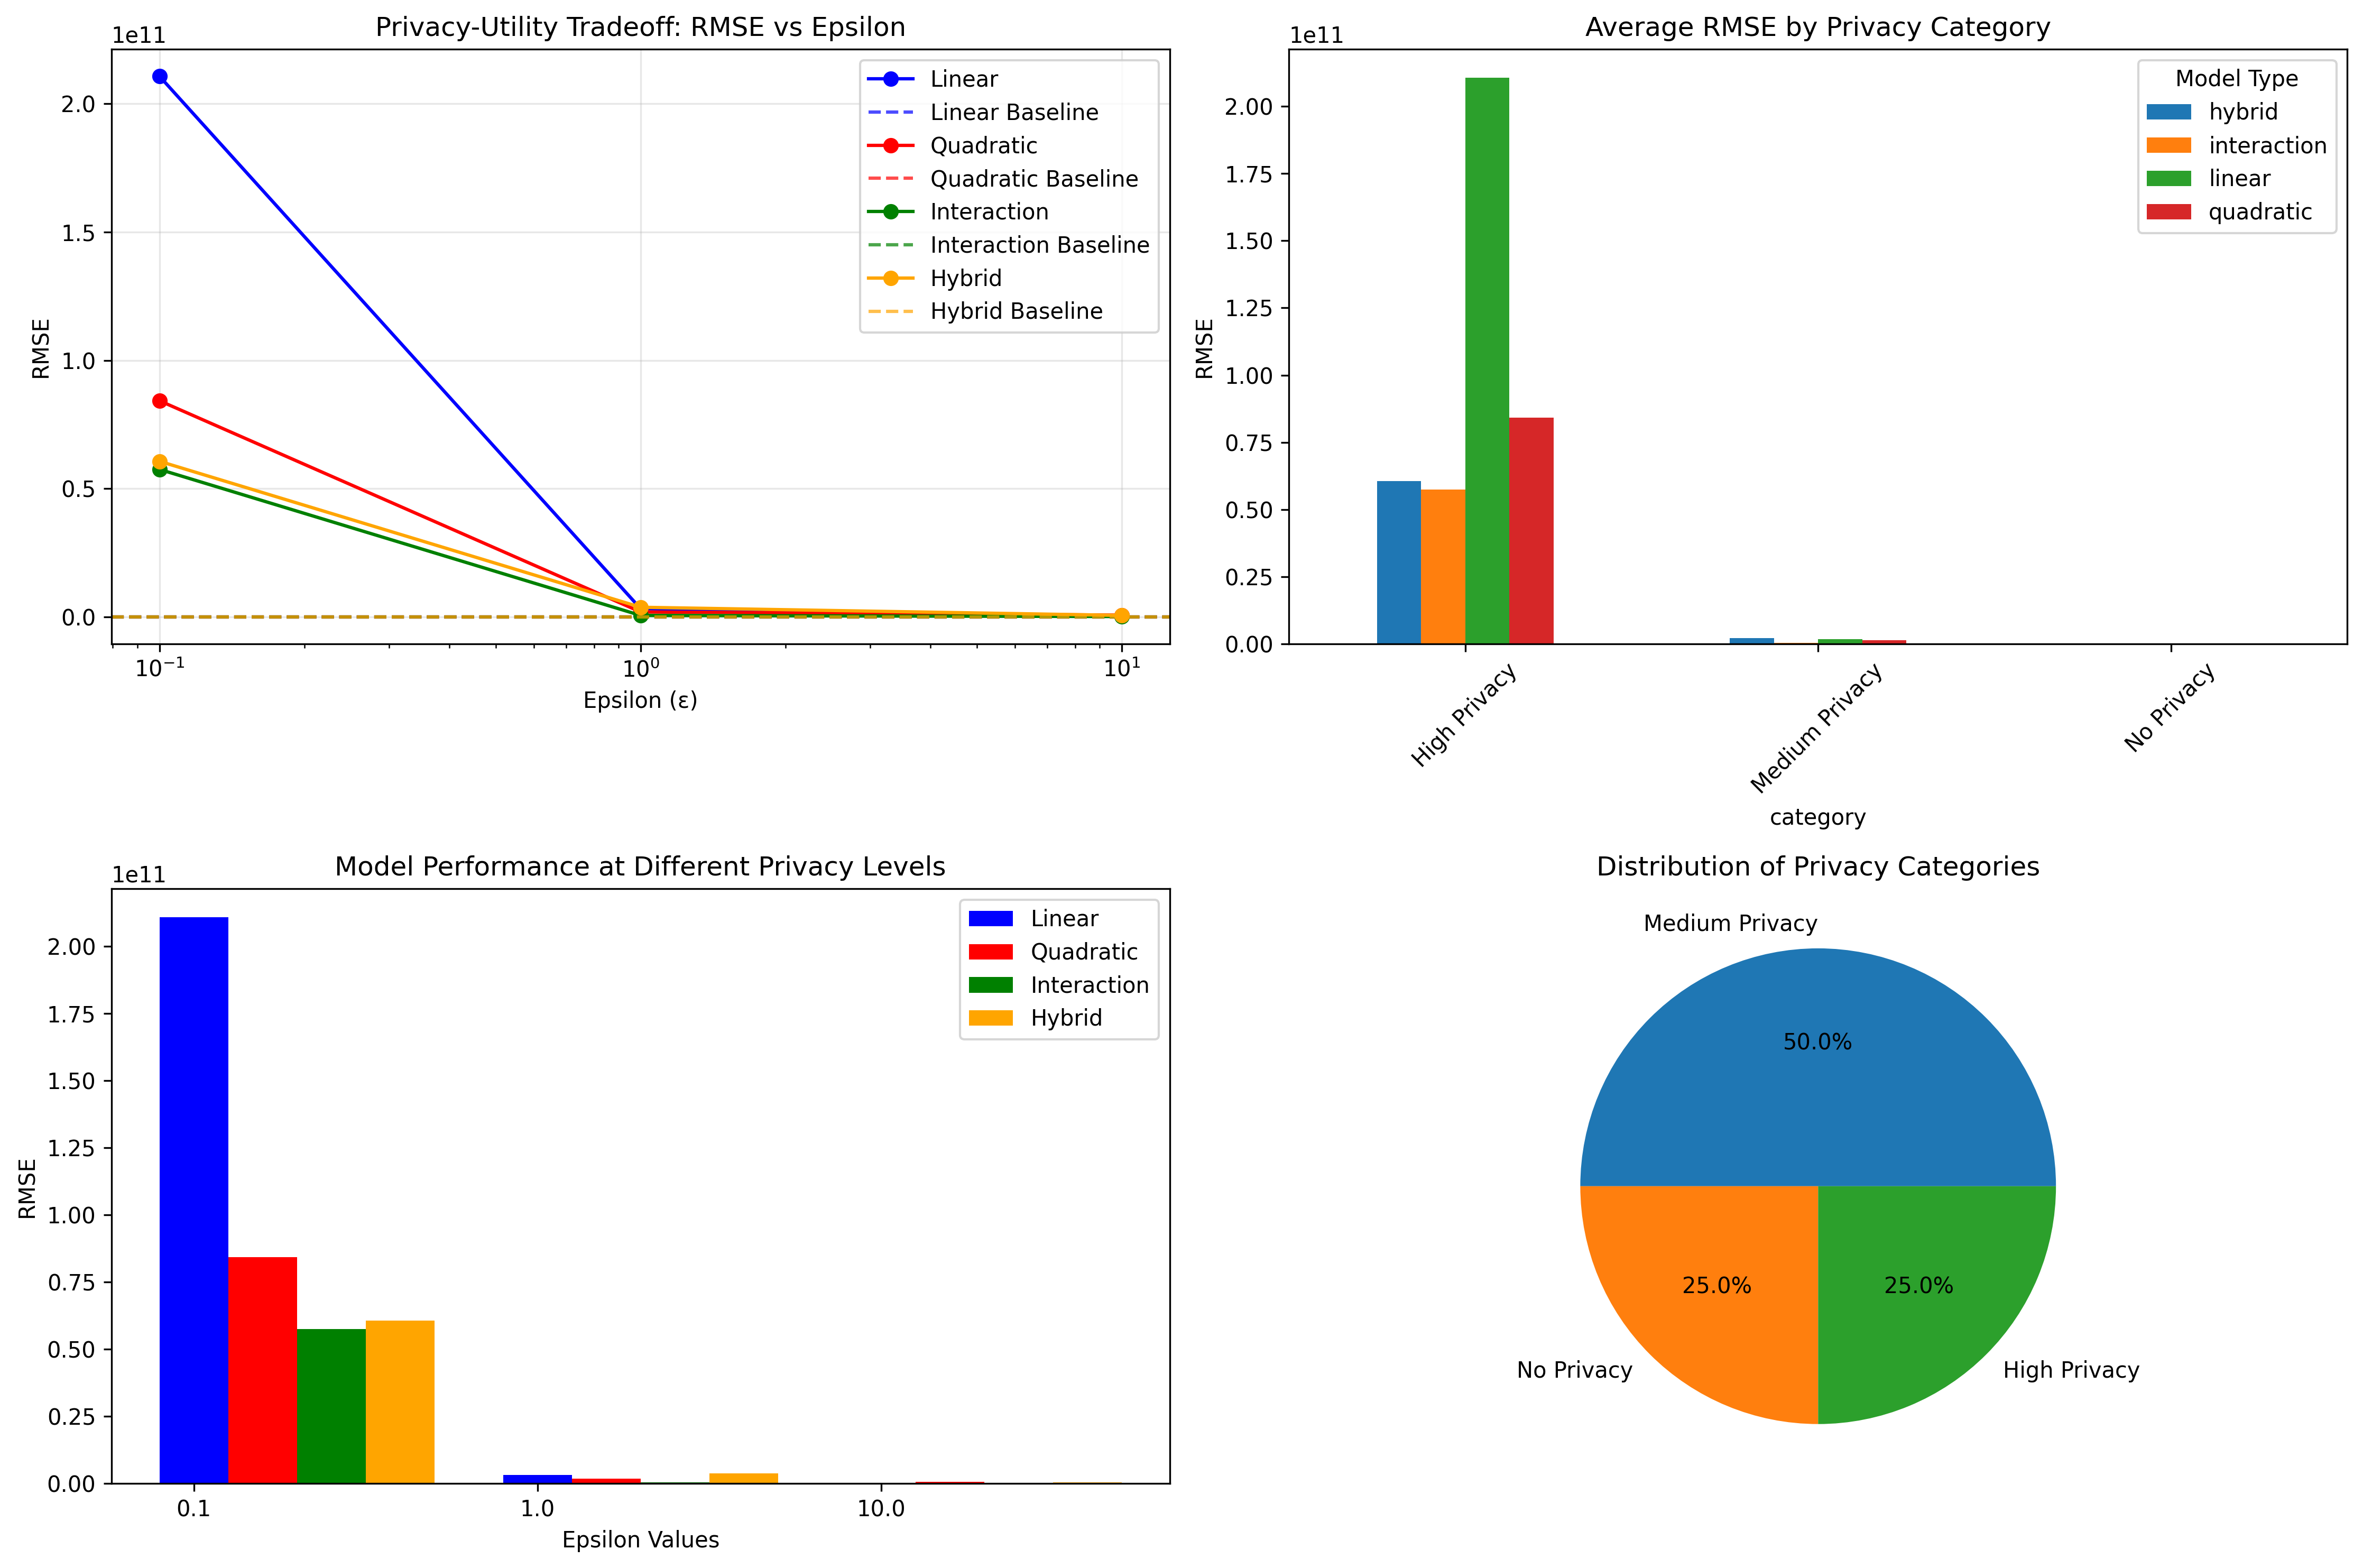 Privacy-Utility Tradeoff: RMSE vs Epsilon
1e11
2.0
1.5
1.0
0.5
0.0
RMSE
10⁻¹
10⁰
10¹
Epsilon (ε)
Linear
Linear Baseline
Quadratic
Quadratic Baseline
Interaction
Interaction Baseline
Hybrid
Hybrid Baseline
Average RMSE by Privacy Category
1e11
2.00
1.75
1.50
1.25
1.00
0.75
0.50
0.25
0.00
RMSE
High Privacy
Medium Privacy
No Privacy
category
Model Type
hybrid
interaction
linear
quadratic
Model Performance at Different Privacy Levels
1e11
2.00
1.75
1.50
1.25
1.00
0.75
0.50
0.25
0.00
RMSE
0.1
1.0
10.0
Epsilon Values
Linear
Quadratic
Interaction
Hybrid
Distribution of Privacy Categories
Medium Privacy
50.0%
25.0%
25.0%
No Privacy
High Privacy